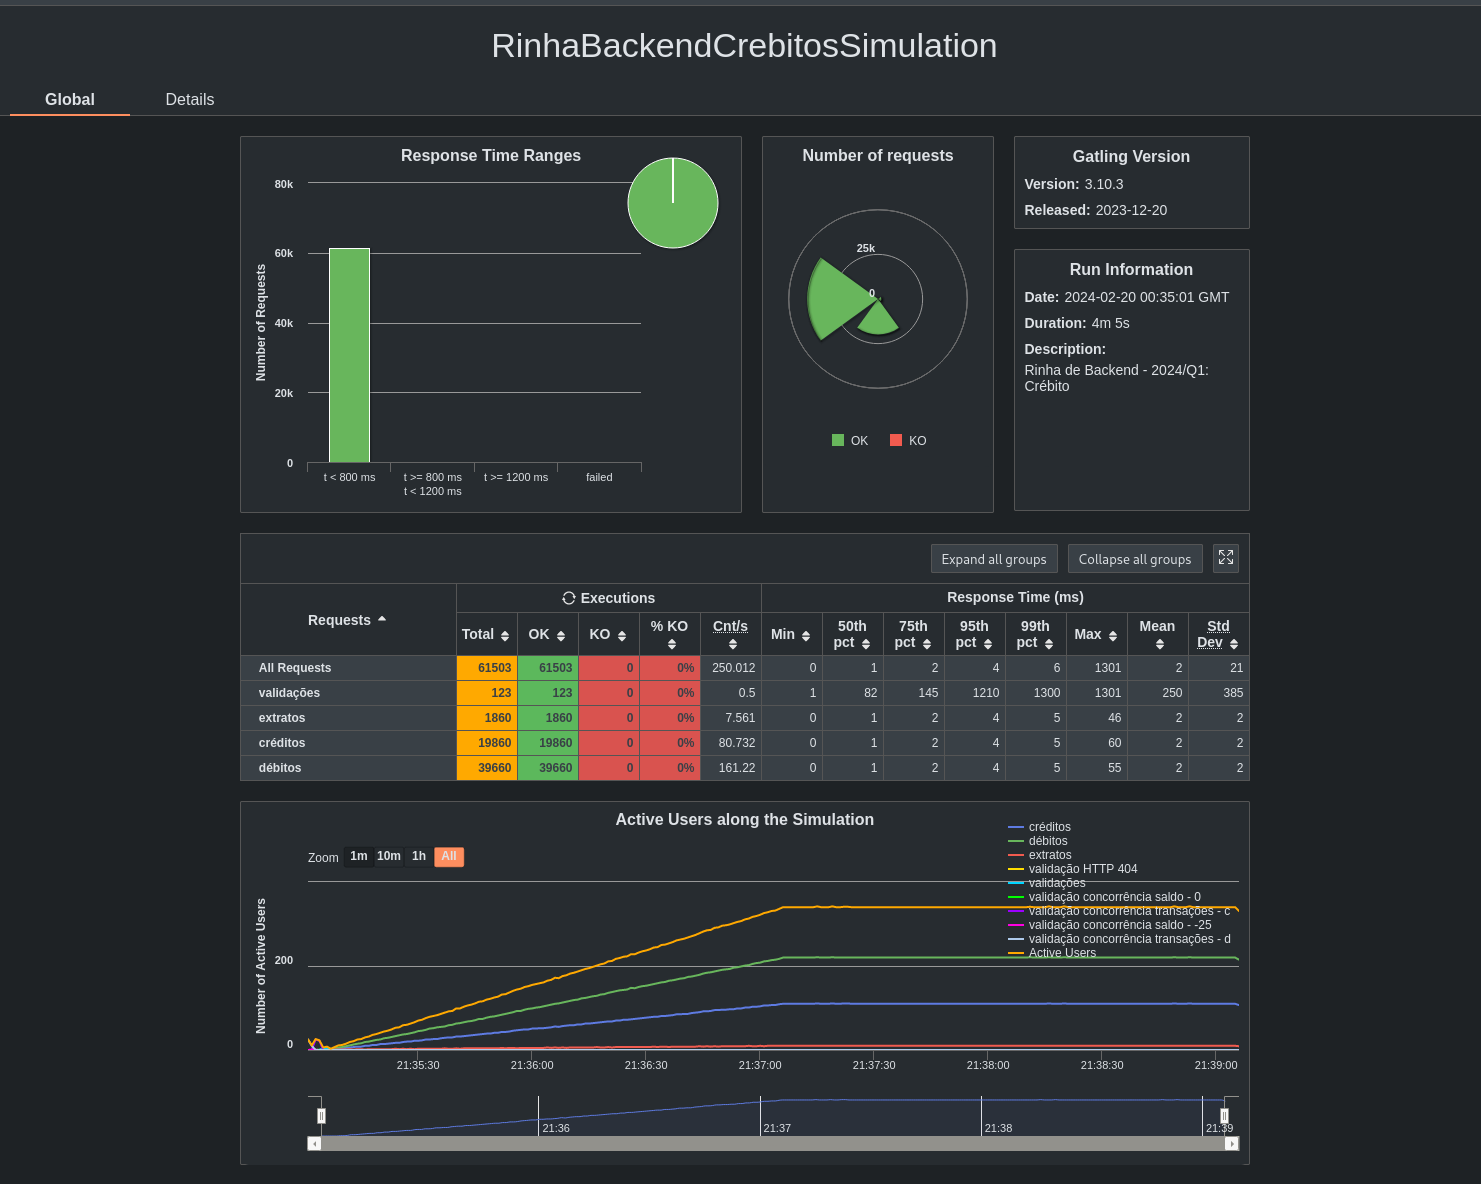 RinhaBackendCrebitosSimulation
Global Details
Response Time Ranges
80k
60k
40k
20k
0
Number of Requests
t < 800 ms
t >= 800 ms
t < 1200 ms
t >= 1200 ms
failed
Number of requests
25k
0
OK KO
Gatling Version
Version: 3.10.3
Released: 2023-12-20
Run Information
Date: 2024-02-20 00:35:01 GMT
Duration: 4m 5s
Description:
Rinha de Backend - 2024/Q1:
Crébito
Expand all groups Collapse all groups
Requests Executions Response Time (ms)
Total OK KO % KO Cnt/s Min 50th pct 75th pct 95th pct 99th pct Max Mean Std Dev
All Requests 61503 61503 0 0% 250.012 0 1 2 4 6 1301 2 21
validações 123 123 0 0% 0.5 1 82 145 1210 1300 1301 250 385
extratos 1860 1860 0 0% 7.561 0 1 2 4 5 46 2 2
créditos 19860 19860 0 0% 80.732 0 1 2 4 5 60 2 2
débitos 39660 39660 0 0% 161.22 0 1 2 4 5 55 2 2
Active Users along the Simulation
Zoom 1m 10m 1h All
créditos
débitos
extratos
validação HTTP 404
validações
validação concorrência saldo - 0
validação concorrência transações - c
validação concorrência saldo - -25
validação concorrência transações - d
Active Users
Number of Active Users
200
0
21:35:30 21:36:00 21:36:30 21:37:00 21:37:30 21:38:00 21:38:30 21:39:00
21:36 21:37 21:38 21:39